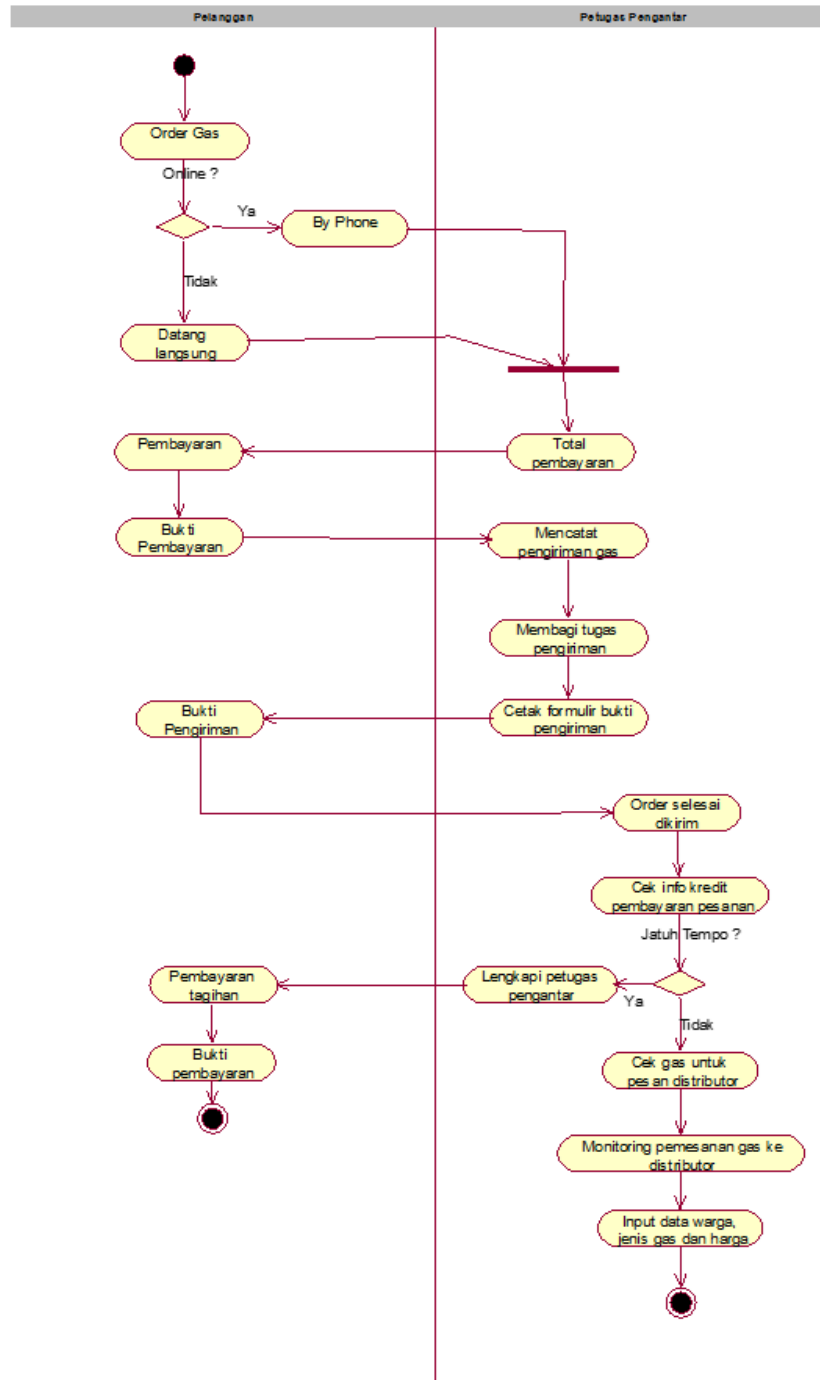 Pelanggan
Petugas Pengantar
Order Gas
Online ?
Ya
By Phone
Tidak
Datang
langsung
Pembayaran
Total
pembayaran
Bukti
Pembayaran
Mencatat
pengiriman gas
Membagi tugas
pengiriman
Bukti
Pengiriman
Cetak formulir bukti
pengiriman
Order selesai
dikirim
Cek info kredit
pembayaran pesanan
Jatuh Tempo ?
Pembayaran
tagihan
Lengkapi petugas
pengantar
Ya
Tidak
Bukti
pembayaran
Cek gas untuk
pesan distributor
Monitoring pemesanan gas ke
distributor
Input data warga,
jenis gas dan harga